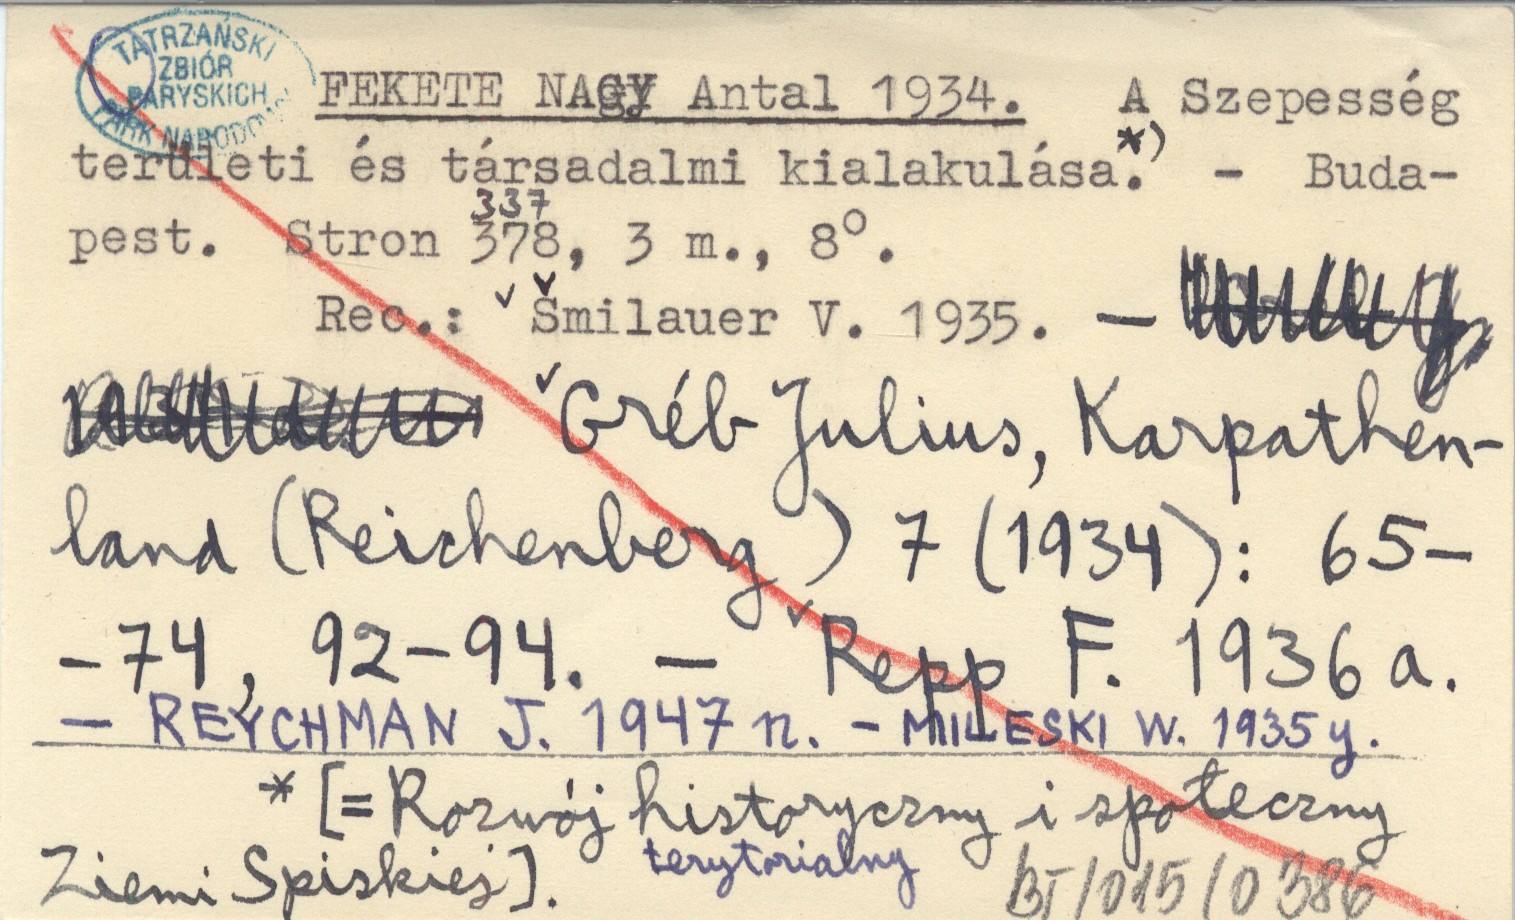 TATRZAŃSKI
ZBIÓR
PARYSKICH
PARK NARODOWY
FEKETE NAGY Antal 1934. A Szepesség
területi és társadalmi kialakulása.*) - Buda-
337
pest. Stron 378, 3 m., 8°.
Rec.: Šmilauer V. 1935. —
Gréb Julius, Karpathen-
land (Reichenberg) 7 (1934): 65-
-74, 92-94. — Repp F. 1936 a.
— REYCHMAN J. 1947 n. - MILESKI W. 1935 y.
* [= Rozwój historyczny i społeczny
terytorialny
Ziemi Spiskiej].
BT/015/0386